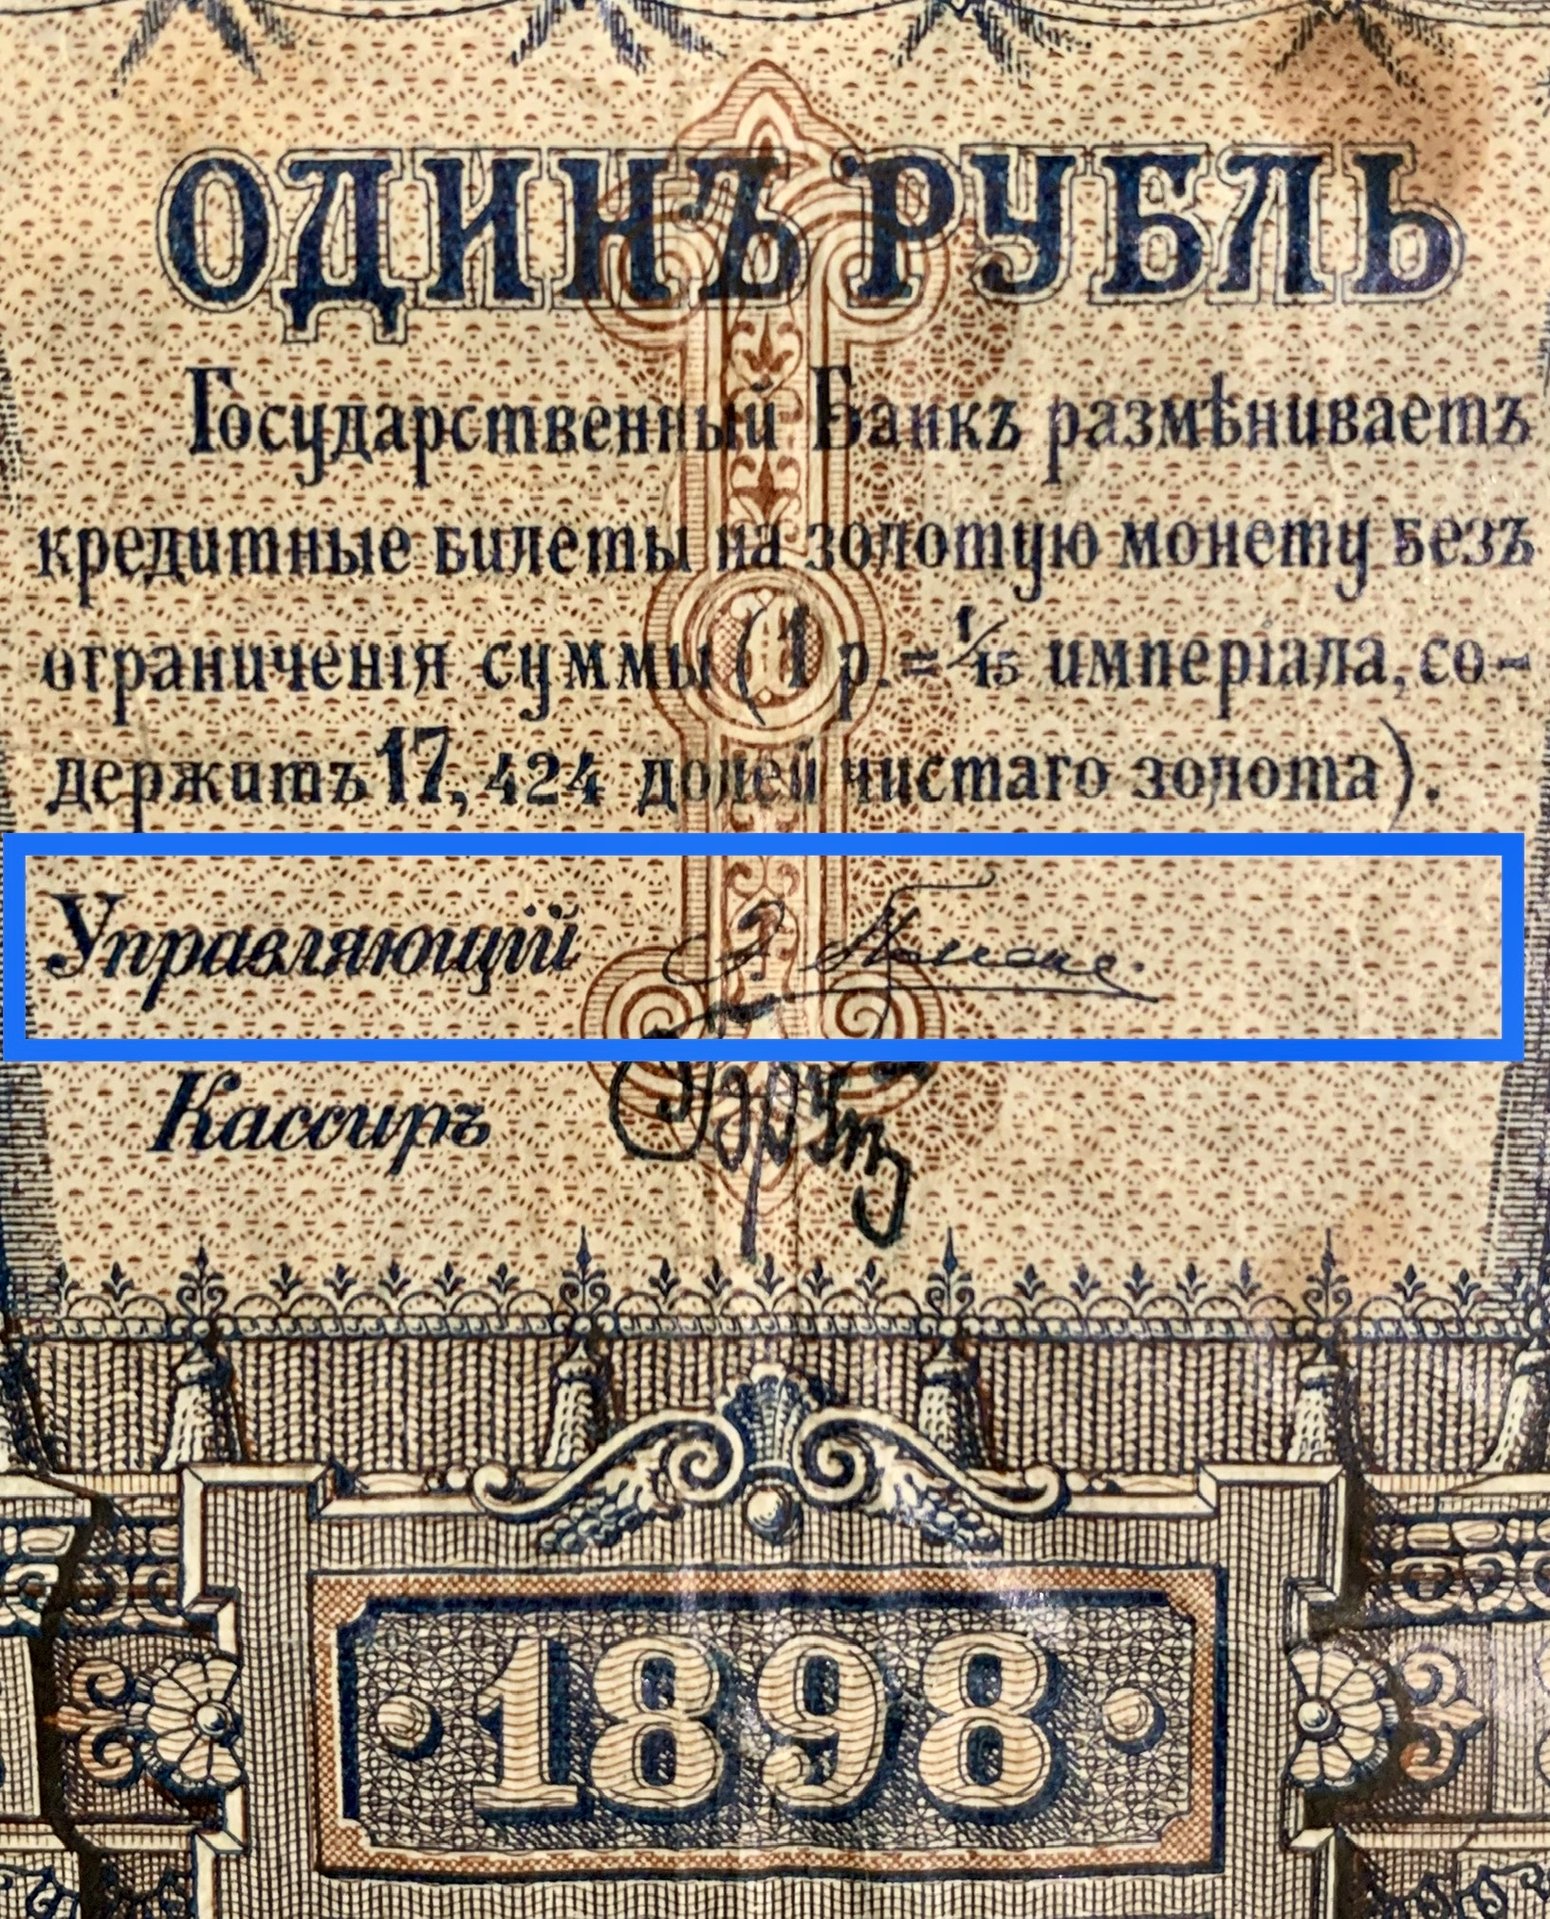 ОДИНЪ РУБЛЬ
Государственный Банкъ размѣниваетъ
кредитные билеты на золотую монету безъ
ограниченія суммы (1 р. = 1/15 имперіала, со-
держитъ 17,424 долей чистаго золота).
Управляющій
Кассиръ
1898